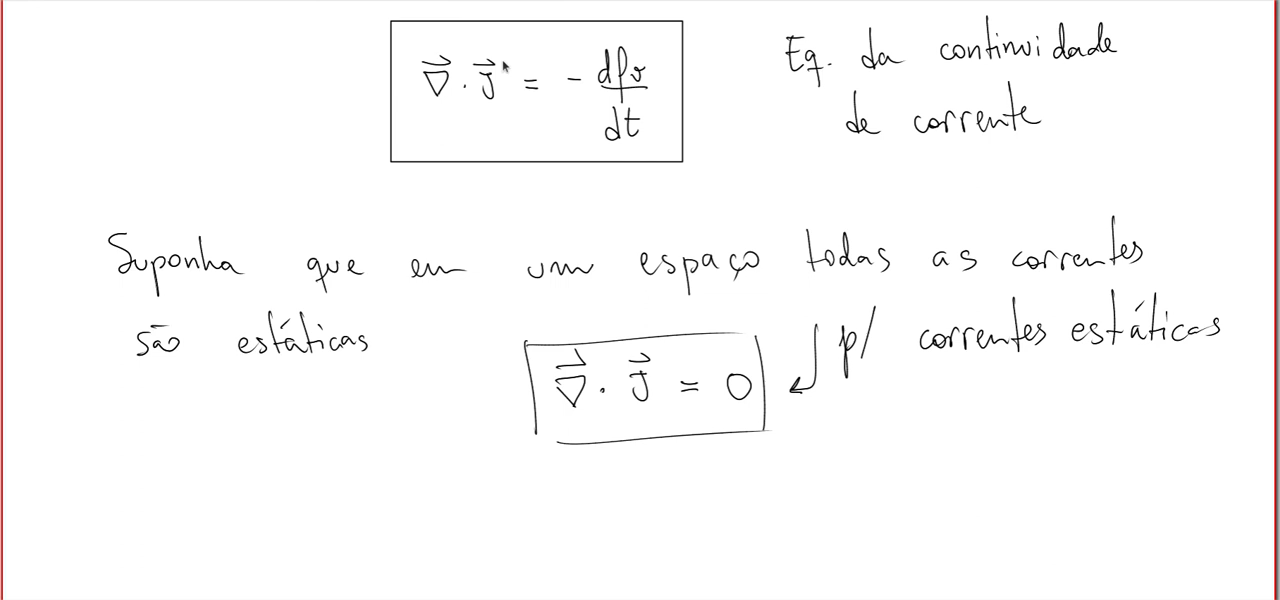 ∇⃗ · J⃗ = - dρv/dt
Eq. da continuidade
de corrente
Suponha que em um espaço todas as correntes
são estáticas
∇⃗ · J⃗ = 0
p/ correntes estáticas